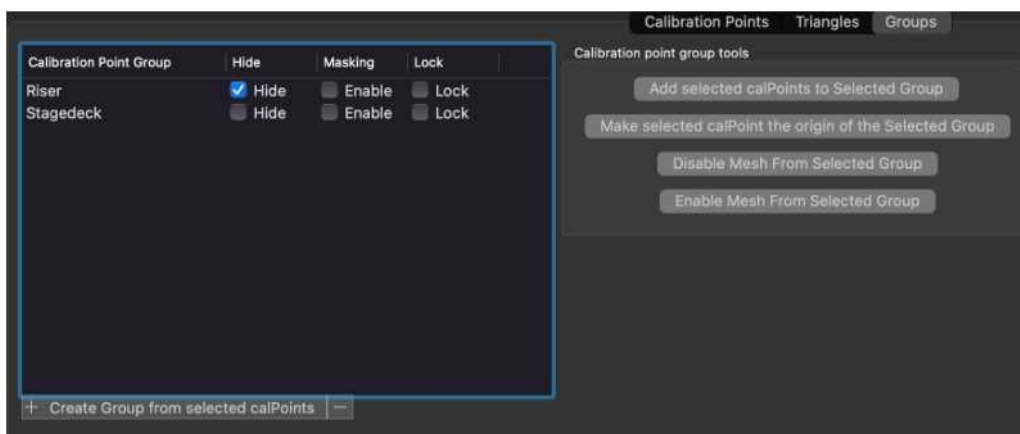 Calibration Points Triangles Groups
Calibration Point Group Hide Masking Lock
Riser Hide Enable Lock
Stagedeck Hide Enable Lock
+ Create Group from selected calPoints −
Calibration point group tools
Add selected calPoints to Selected Group
Make selected calPoint the origin of the Selected Group
Disable Mesh From Selected Group
Enable Mesh From Selected Group